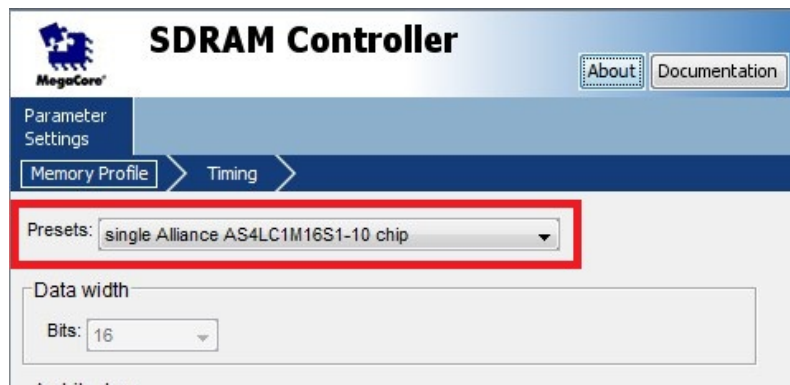 SDRAM Controller
MegaCore®
About Documentation
Parameter
Settings
Memory Profile Timing
Presets: single Alliance AS4LC1M16S1-10 chip
Data width
Bits: 16